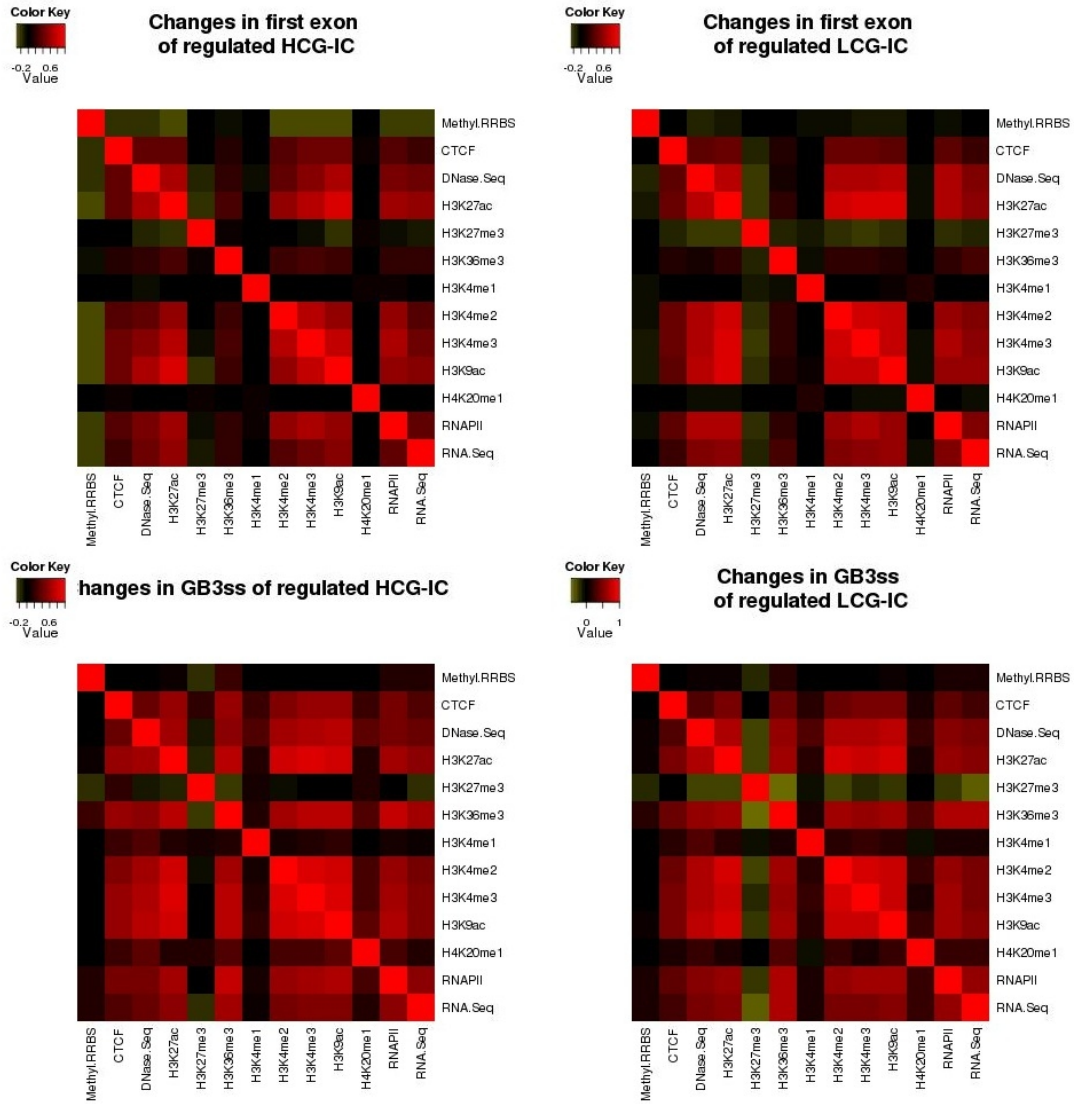 Color Key
-0.2 0.6
Value
Changes in first exon
of regulated HCG-IC
Methyl.RRBS
CTCF
DNase.Seq
H3K27ac
H3K27me3
H3K36me3
H3K4me1
H3K4me2
H3K4me3
H3K9ac
H4K20me1
RNAPII
RNA.Seq
Methyl.RRBS
CTCF
DNase.Seq
H3K27ac
H3K27me3
H3K36me3
H3K4me1
H3K4me2
H3K4me3
H3K9ac
H4K20me1
RNAPII
RNA.Seq
Color Key
-0.2 0.6
Value
Changes in first exon
of regulated LCG-IC
Methyl.RRBS
CTCF
DNase.Seq
H3K27ac
H3K27me3
H3K36me3
H3K4me1
H3K4me2
H3K4me3
H3K9ac
H4K20me1
RNAPII
RNA.Seq
Methyl.RRBS
CTCF
DNase.Seq
H3K27ac
H3K27me3
H3K36me3
H3K4me1
H3K4me2
H3K4me3
H3K9ac
H4K20me1
RNAPII
RNA.Seq
Color Key
-0.2 0.6
Value
hanges in GB3ss of regulated HCG-IC
Methyl.RRBS
CTCF
DNase.Seq
H3K27ac
H3K27me3
H3K36me3
H3K4me1
H3K4me2
H3K4me3
H3K9ac
H4K20me1
RNAPII
RNA.Seq
Methyl.RRBS
CTCF
DNase.Seq
H3K27ac
H3K27me3
H3K36me3
H3K4me1
H3K4me2
H3K4me3
H3K9ac
H4K20me1
RNAPII
RNA.Seq
Color Key
0 1
Value
Changes in GB3ss
of regulated LCG-IC
Methyl.RRBS
CTCF
DNase.Seq
H3K27ac
H3K27me3
H3K36me3
H3K4me1
H3K4me2
H3K4me3
H3K9ac
H4K20me1
RNAPII
RNA.Seq
Methyl.RRBS
CTCF
DNase.Seq
H3K27ac
H3K27me3
H3K36me3
H3K4me1
H3K4me2
H3K4me3
H3K9ac
H4K20me1
RNAPII
RNA.Seq